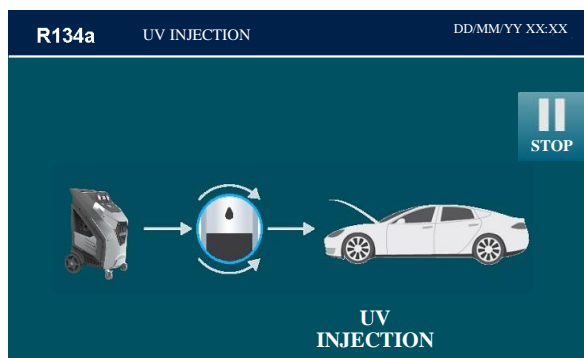 R134a UV INJECTION DD/MM/YY XX:XX
STOP
UV
INJECTION